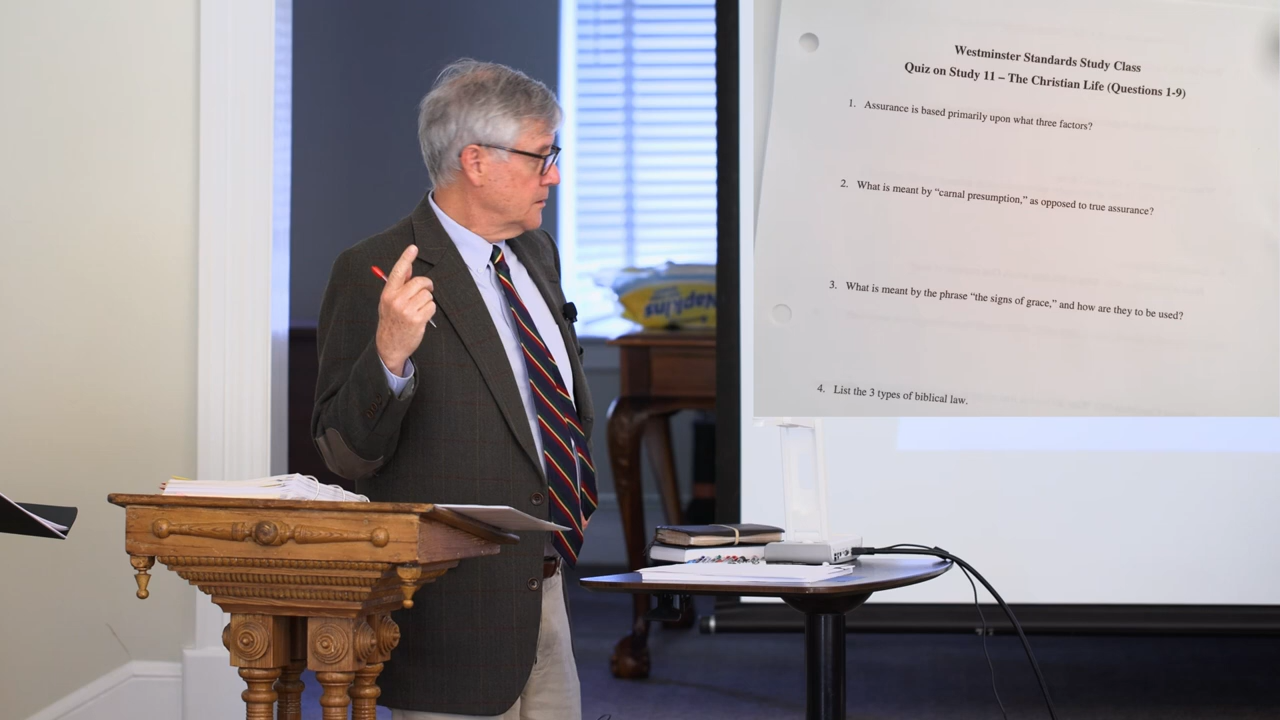 Westminster Standards Study Class
Quiz on Study 11 – The Christian Life (Questions 1-9)
1. Assurance is based primarily upon what three factors?
2. What is meant by “carnal presumption,” as opposed to true assurance?
3. What is meant by the phrase “the signs of grace,” and how are they to be used?
4. List the 3 types of biblical law.
Napkins